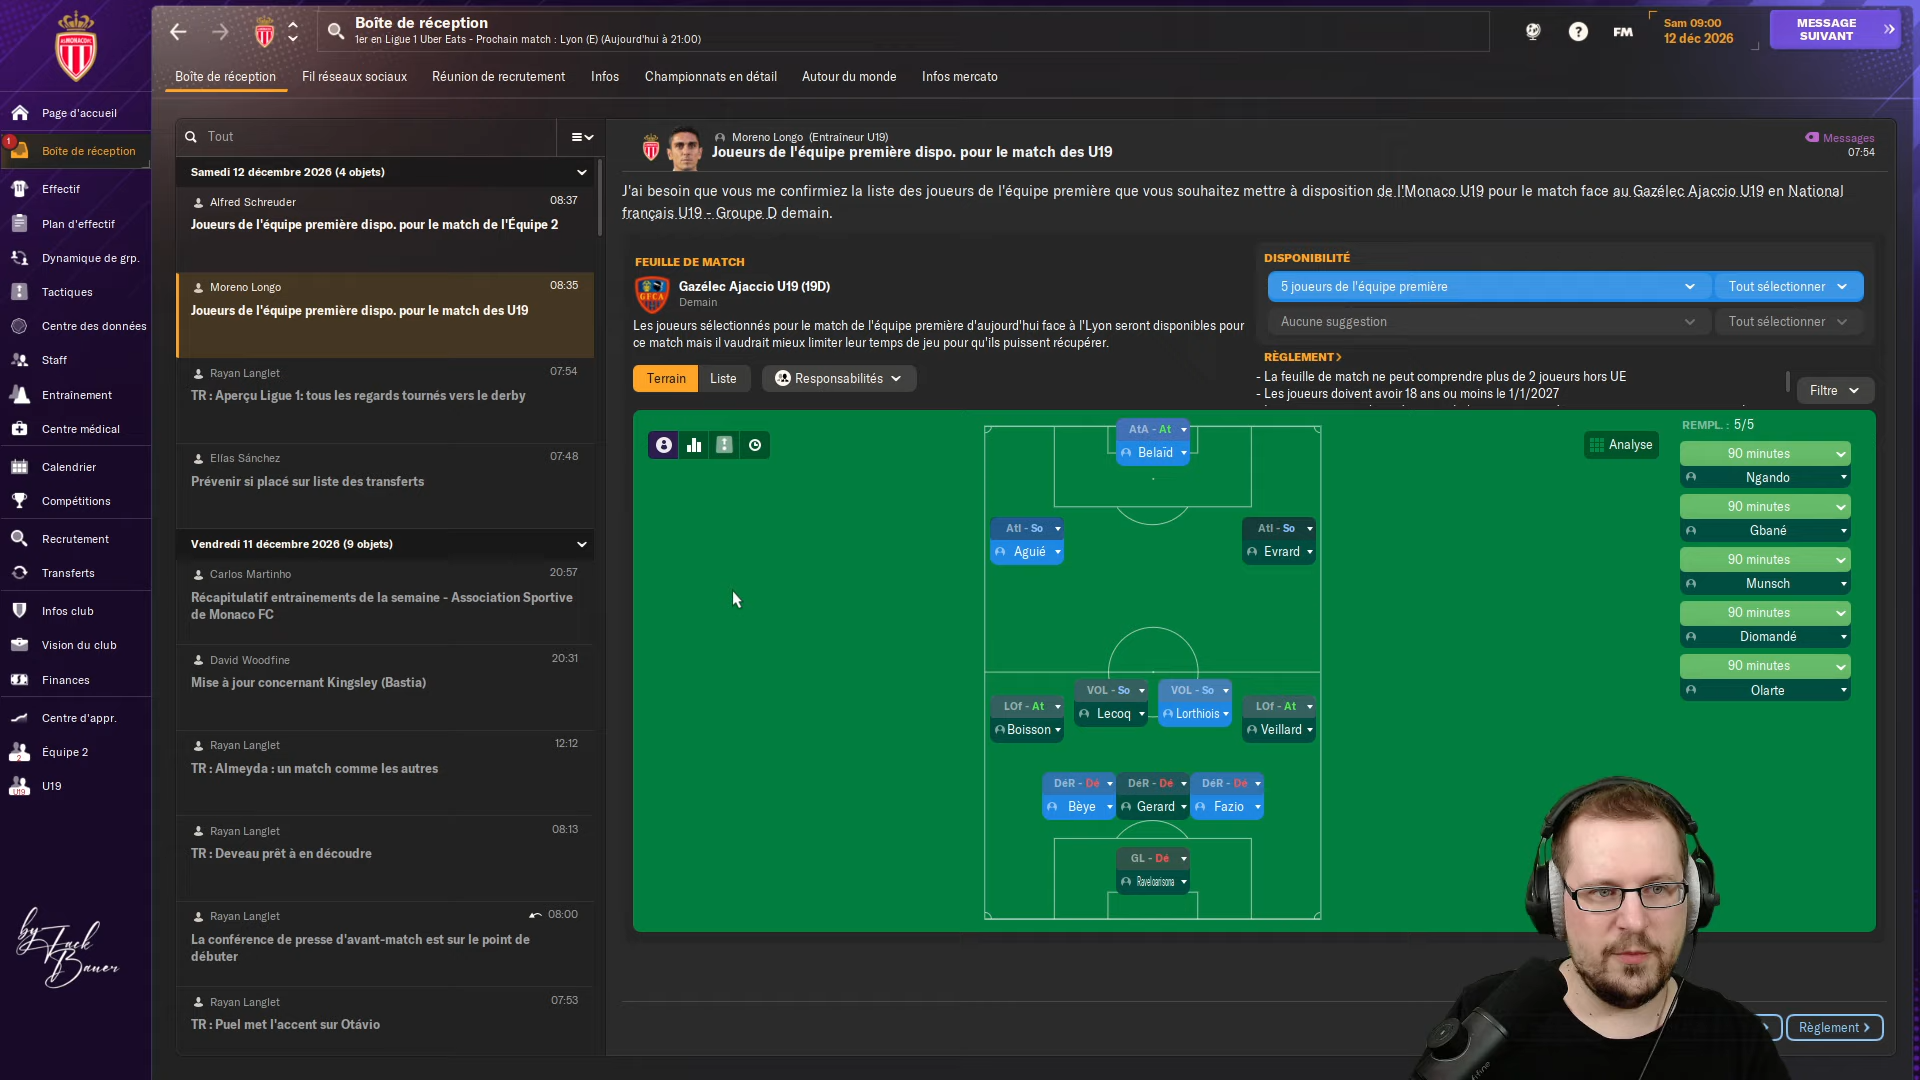 Boîte de réception
1er en Ligue 1 Uber Eats - Prochain match : Lyon (E) (Aujourd'hui à 21:00)
FM
Sam 09:00
12 déc 2026
MESSAGE
SUIVANT
Boîte de réception
Fil réseaux sociaux
Réunion de recrutement
Infos
Championnats en détail
Autour du monde
Infos mercato
Page d'accueil
1
Boîte de réception
Effectif
Plan d'effectif
Dynamique de grp.
Tactiques
Centre des données
Staff
Entraînement
Centre médical
Calendrier
Compétitions
Recrutement
Transferts
Infos club
Vision du club
Finances
Centre d'appr.
Équipe 2
U19
by Jack
Bauer
Tout
Samedi 12 décembre 2026 (4 objets)
Alfred Schreuder 08:37
Joueurs de l'équipe première dispo. pour le match de l'Équipe 2
Moreno Longo 08:35
Joueurs de l'équipe première dispo. pour le match des U19
Rayan Langlet 07:54
TR : Aperçu Ligue 1: tous les regards tournés vers le derby
Elías Sánchez 07:48
Prévenir si placé sur liste des transferts
Vendredi 11 décembre 2026 (9 objets)
Carlos Martinho 20:57
Récapitulatif entraînements de la semaine - Association Sportive
de Monaco FC
David Woodfine 20:31
Mise à jour concernant Kingsley (Bastia)
Rayan Langlet 12:12
TR : Almeyda : un match comme les autres
Rayan Langlet 08:13
TR : Deveau prêt à en découdre
Rayan Langlet 08:00
La conférence de presse d'avant-match est sur le point de
débuter
Rayan Langlet 07:53
TR : Puel met l'accent sur Otávio
Moreno Longo (Entraîneur U19)
Joueurs de l'équipe première dispo. pour le match des U19
Messages
07:54
J'ai besoin que vous me confirmiez la liste des joueurs de l'équipe première que vous souhaitez mettre à disposition de l'Monaco U19 pour le match face au Gazélec Ajaccio U19 en National
français U19 - Groupe D demain.
FEUILLE DE MATCH
Gazélec Ajaccio U19 (19D)
Demain
Les joueurs sélectionnés pour le match de l'équipe première d'aujourd'hui face à l'Lyon seront disponibles pour
ce match mais il vaudrait mieux limiter leur temps de jeu pour qu'ils puissent récupérer.
DISPONIBILITÉ
5 joueurs de l'équipe première
Tout sélectionner
Aucune suggestion
Tout sélectionner
RÈGLEMENT >
- La feuille de match ne peut comprendre plus de 2 joueurs hors UE
- Les joueurs doivent avoir 18 ans ou moins le 1/1/2027
Filtre
Terrain
Liste
Responsabilités
Analyse
AtA - At
Belaïd
AtI - So
Aguié
AtI - So
Evrard
VOL - So
Lecoq
VOL - So
Lorthiois
LOf - At
Boisson
LOf - At
Veillard
DéR - Dé
Bèye
DéR - Dé
Gerard
DéR - Dé
Fazio
GL - Dé
Raveloarisona
REMPL. : 5/5
90 minutes
Ngando
90 minutes
Gbané
90 minutes
Munsch
90 minutes
Diomandé
90 minutes
Olarte
Règlement >